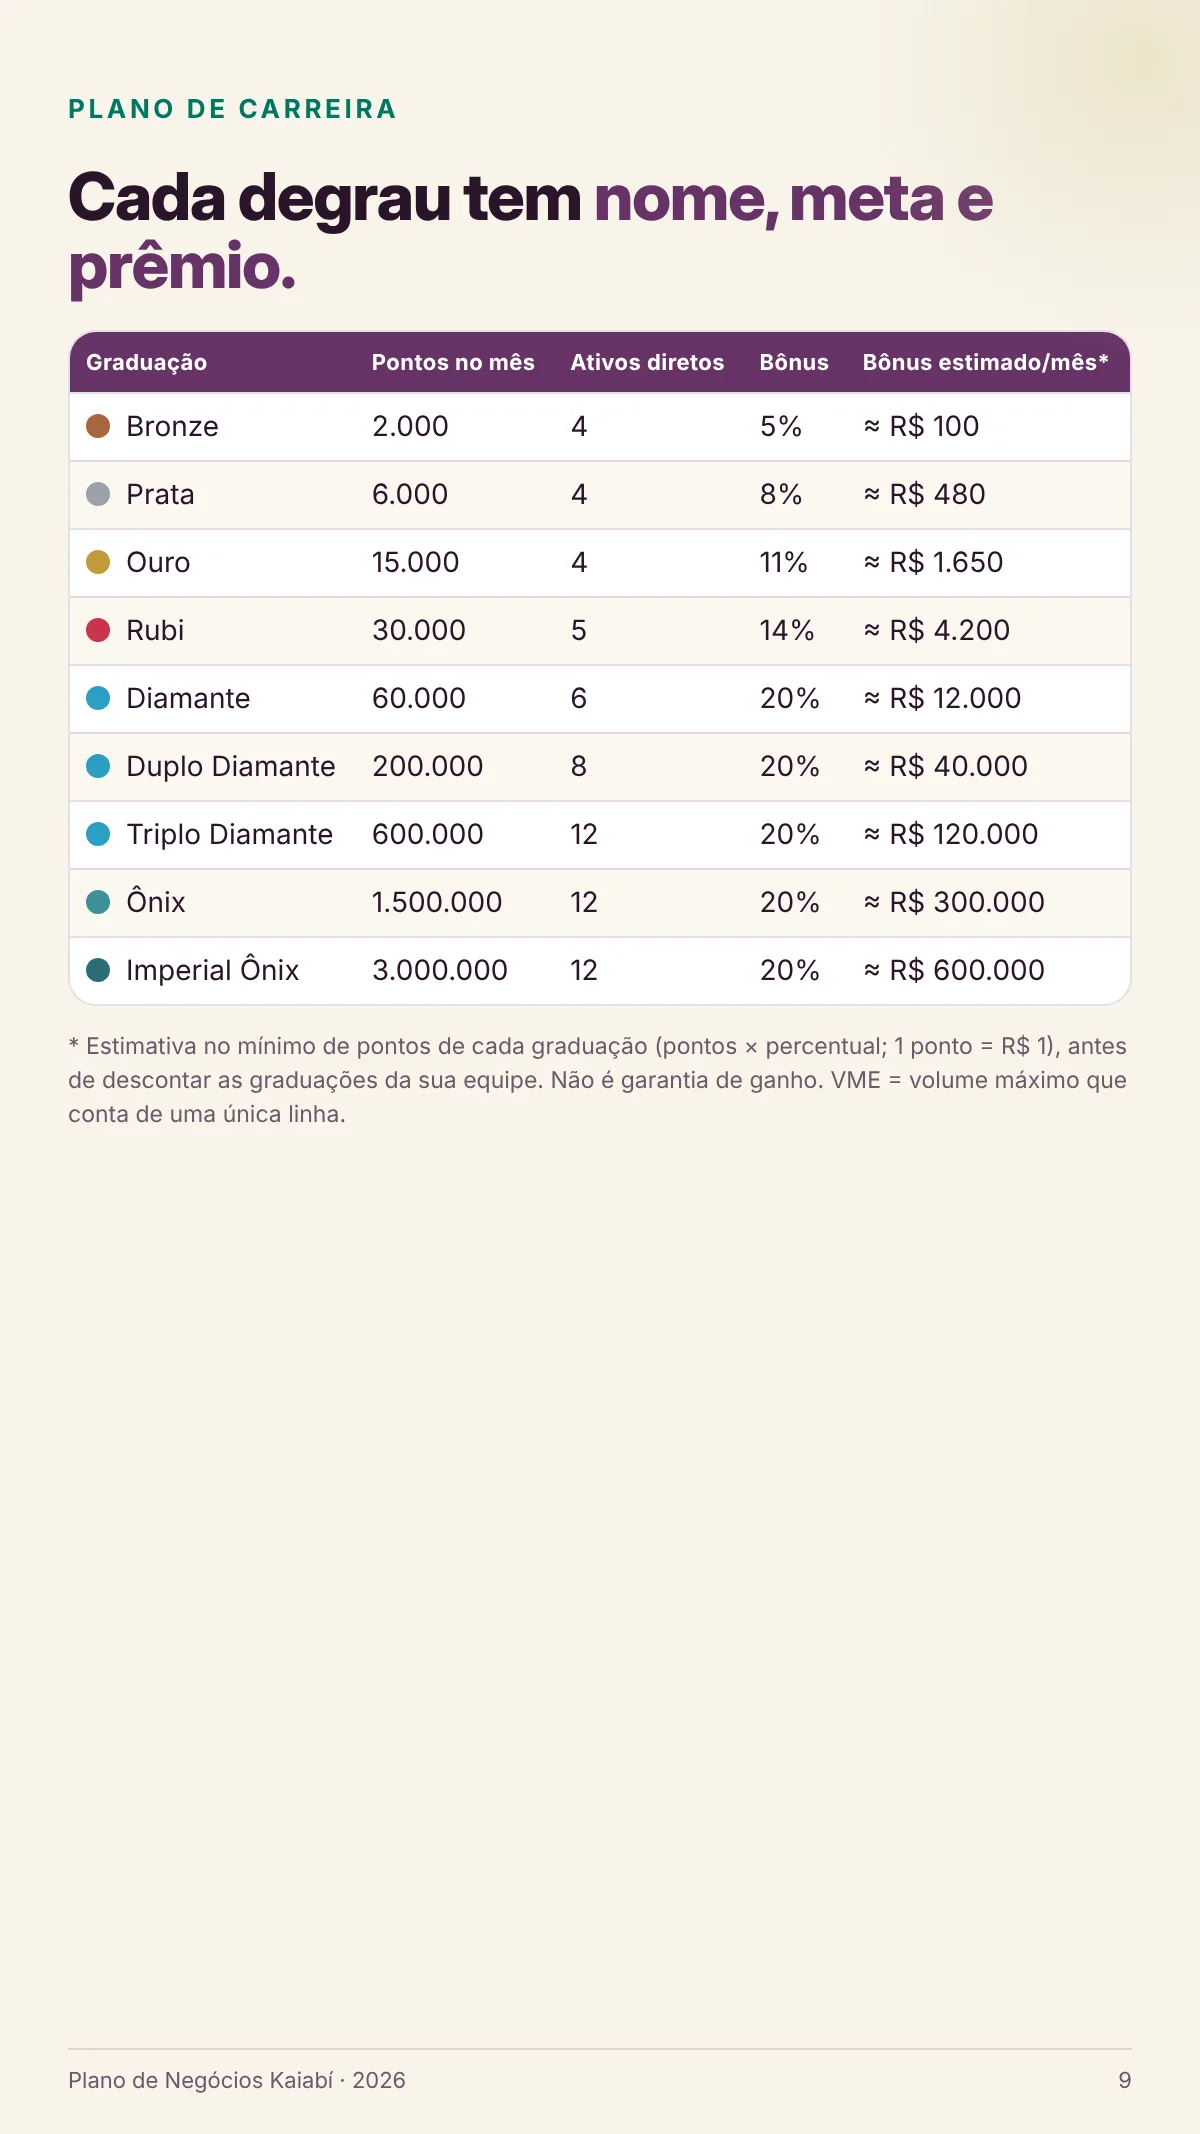 PLANO DE CARREIRA
Cada degrau tem nome, meta e
prêmio.
Graduação Pontos no mês Ativos diretos Bônus Bônus estimado/mês*
Bronze 2.000 4 5% ≈ R$ 100
Prata 6.000 4 8% ≈ R$ 480
Ouro 15.000 4 11% ≈ R$ 1.650
Rubi 30.000 5 14% ≈ R$ 4.200
Diamante 60.000 6 20% ≈ R$ 12.000
Duplo Diamante 200.000 8 20% ≈ R$ 40.000
Triplo Diamante 600.000 12 20% ≈ R$ 120.000
Ônix 1.500.000 12 20% ≈ R$ 300.000
Imperial Ônix 3.000.000 12 20% ≈ R$ 600.000
* Estimativa no mínimo de pontos de cada graduação (pontos × percentual; 1 ponto = R$ 1), antes
de descontar as graduações da sua equipe. Não é garantia de ganho. VME = volume máximo que
conta de uma única linha.
Plano de Negócios Kaiabí · 2026 9